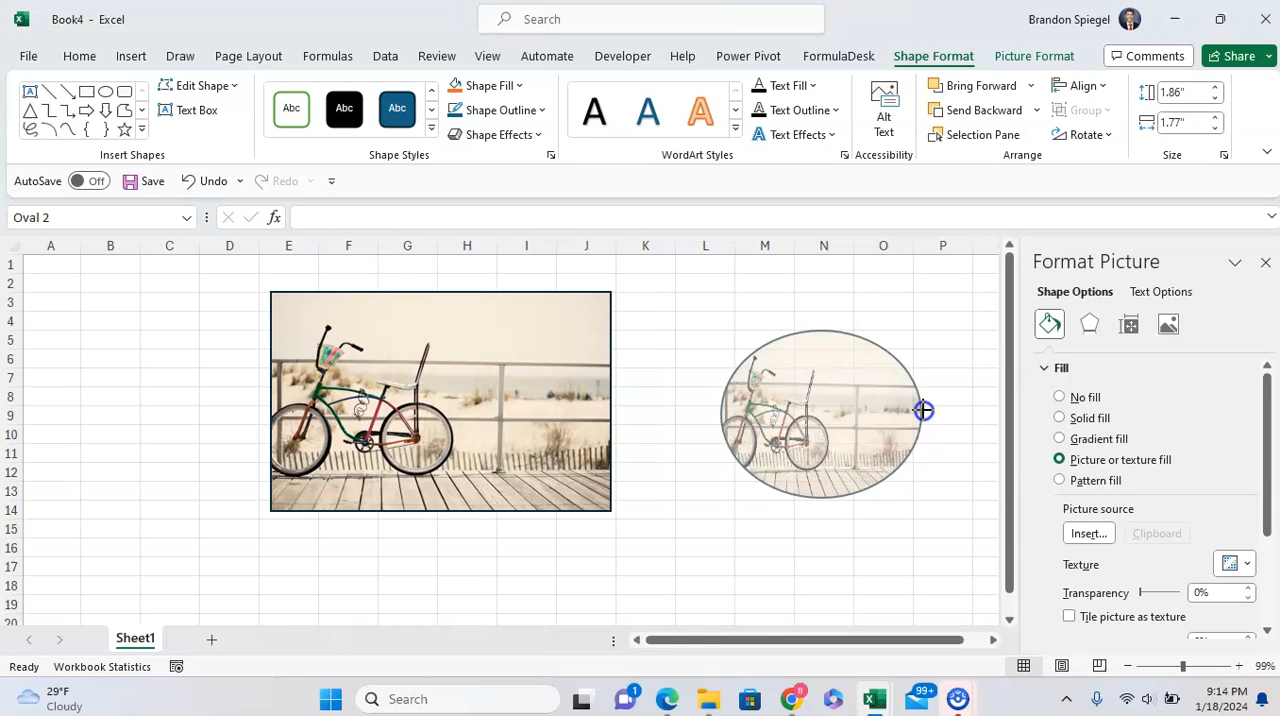 Book4 - Excel
Search
Brandon Spiegel
File Home Insert Draw Page Layout Formulas Data Review View Automate Developer Help Power Pivot FormulaDesk Shape Format Picture Format Comments Share
Edit Shape
Text Box
Insert Shapes
Abc Abc Abc
Shape Fill
Shape Outline
Shape Effects
Shape Styles
A A A
Text Fill
Text Outline
Text Effects
WordArt Styles
Alt
Text
Accessibility
Bring Forward
Send Backward
Selection Pane
Align
Group
Rotate
Arrange
1.86"
1.77"
Size
AutoSave Off Save Undo Redo
Oval 2
fx
A B C D E F G H I J K L M N O P
1
2
3
4
5
6
7
8
9
10
11
12
13
14
15
16
17
18
19
20
Format Picture
Shape Options Text Options
Fill
No fill
Solid fill
Gradient fill
Picture or texture fill
Pattern fill
Picture source
Insert... Clipboard
Texture
Transparency 0%
Tile picture as texture
Sheet1
Ready Workbook Statistics
99%
29°F
Cloudy
Search
1
8
99+
9:14 PM
1/18/2024